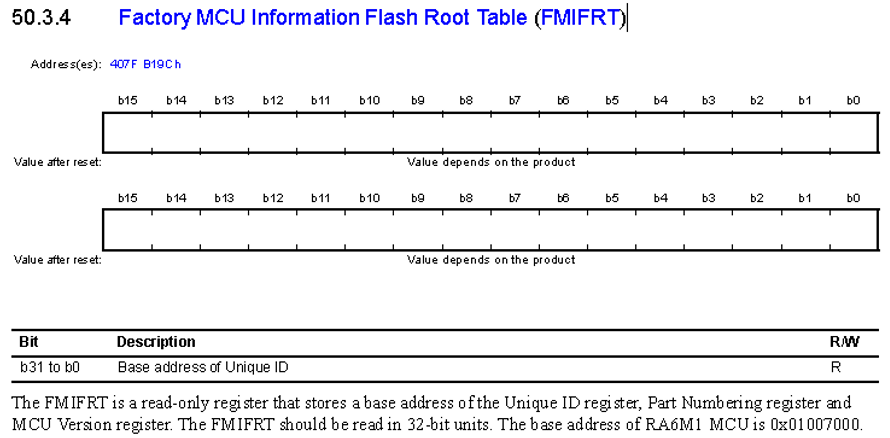 50.3.4 Factory MCU Information Flash Root Table (FMIFRT)
Address(es): 407F B19Ch
b15 b14 b13 b12 b11 b10 b9 b8 b7 b6 b5 b4 b3 b2 b1 b0
Value after reset: Value depends on the product
b15 b14 b13 b12 b11 b10 b9 b8 b7 b6 b5 b4 b3 b2 b1 b0
Value after reset: Value depends on the product
Bit Description R/W
b31 to b0 Base address of Unique ID R
The FMIFRT is a read-only register that stores a base address of the Unique ID register, Part Numbering register and
MCU Version register. The FMIFRT should be read in 32-bit units. The base address of RA6M1 MCU is 0x01007000.